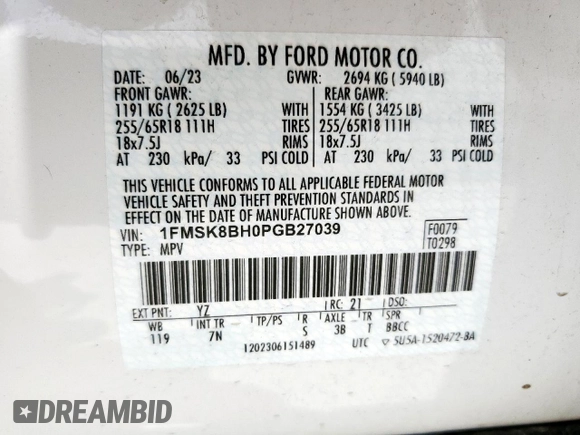 MFD. BY FORD MOTOR CO.
DATE: 06/23 GVWR: 2694 KG ( 5940 LB)
FRONT GAWR: REAR GAWR:
1191 KG ( 2625 LB) WITH 1554 KG ( 3425 LB) WITH
255/65R18 111H TIRES 255/65R18 111H TIRES
18x7.5J RIMS 18x7.5J RIMS
AT 230 kPa/ 33 PSI COLD AT 230 kPa/ 33 PSI COLD
THIS VEHICLE CONFORMS TO ALL APPLICABLE FEDERAL MOTOR
VEHICLE SAFETY AND THEFT PREVENTION STANDARDS IN
EFFECT ON THE DATE OF MANUFACTURE SHOWN ABOVE.
VIN: 1FMSK8BH0PGB27039 F0079
TYPE: MPV T0298
EXT PNT: YZ RC: 21 DSO:
WB INT TR TP/PS R AXLE TR SPR
119 7N S 3B T BBCC
1202306151489 UTC ▽ 5U5A-1520472-BA
DREAMBID